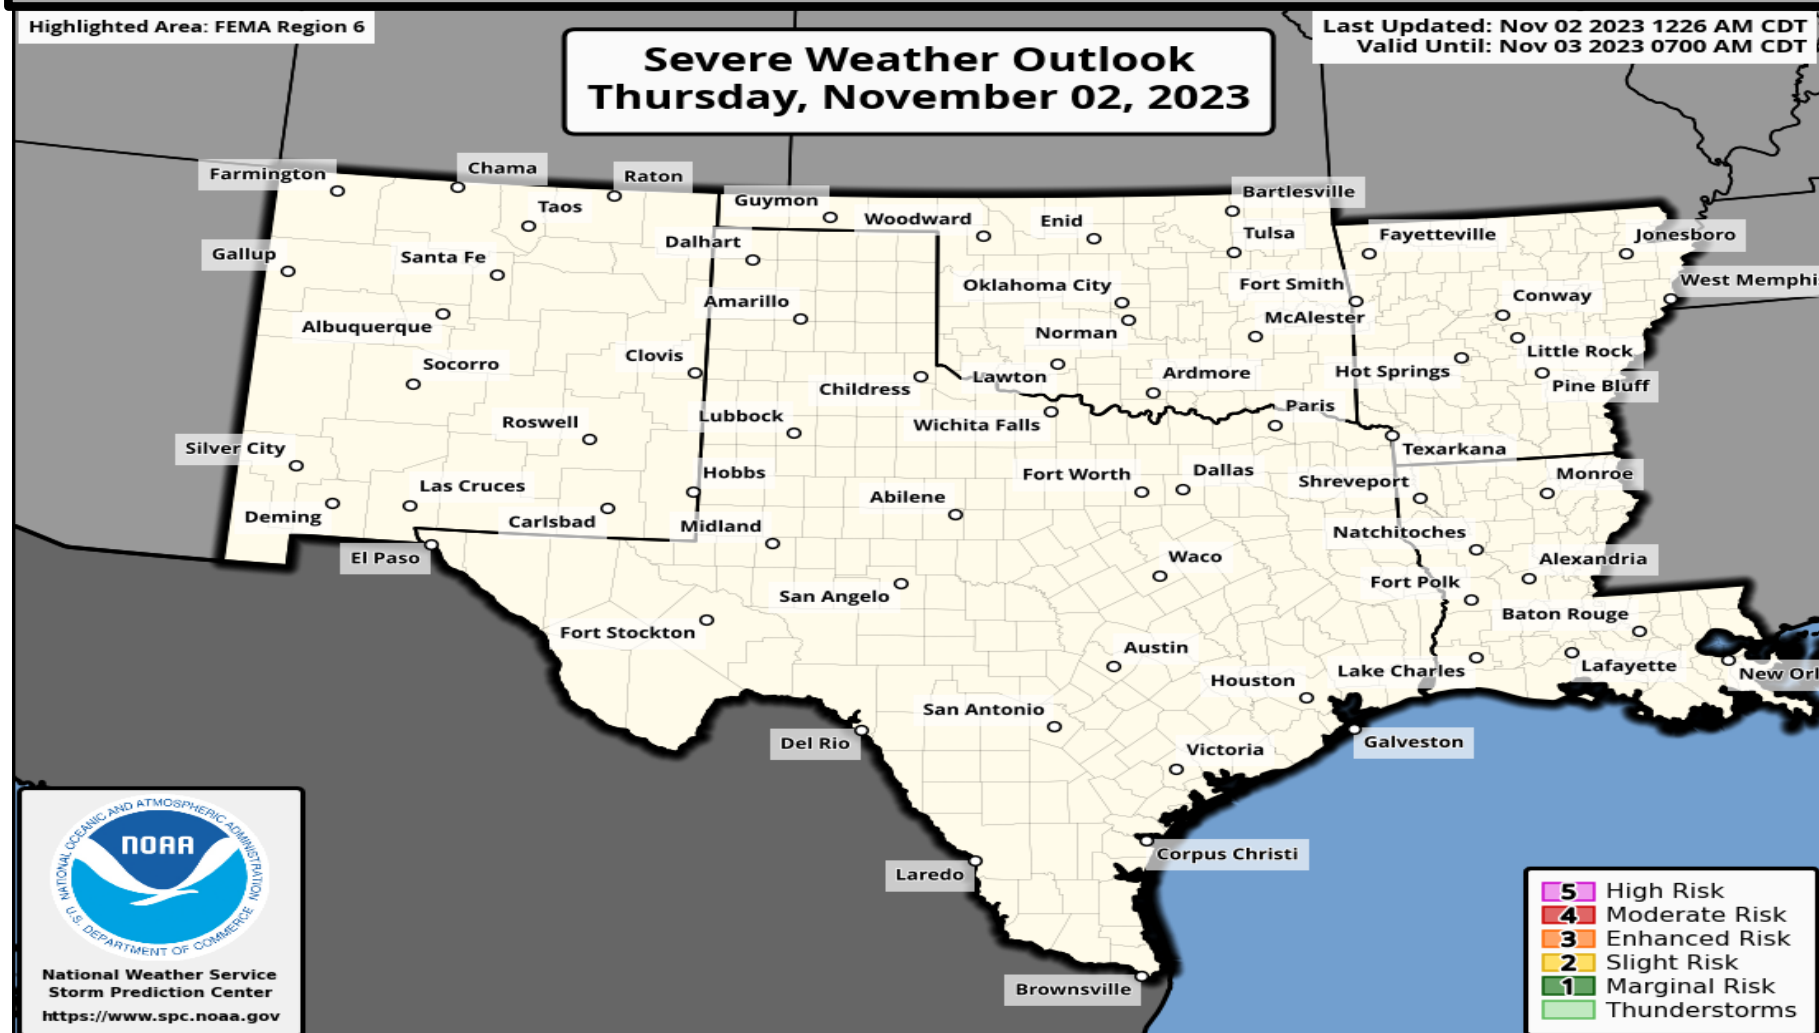 Highlighted Area: FEMA Region 6
Severe Weather Outlook
Thursday, November 02, 2023
Last Updated: Nov 02 2023 1226 AM CDT
Valid Until: Nov 03 2023 0700 AM CDT
Farmington
Chama
Raton
Taos
Guymon
Woodward
Enid
Bartlesville
Tulsa
Fayetteville
Jonesboro
Gallup
Santa Fe
Dalhart
Oklahoma City
Fort Smith
Conway
West Memphi
Albuquerque
Amarillo
Norman
McAlester
Little Rock
Socorro
Clovis
Childress
Lawton
Ardmore
Hot Springs
Pine Bluff
Roswell
Lubbock
Wichita Falls
Paris
Texarkana
Silver City
Las Cruces
Hobbs
Abilene
Fort Worth
Dallas
Shreveport
Monroe
Deming
Carlsbad
Midland
Natchitoches
El Paso
San Angelo
Waco
Fort Polk
Alexandria
Fort Stockton
Austin
Baton Rouge
Houston
Lake Charles
Lafayette
New Orl
San Antonio
Del Rio
Victoria
Galveston
Laredo
Corpus Christi
Brownsville
NATIONAL OCEANIC AND ATMOSPHERIC ADMINISTRATION
NOAA
U.S. DEPARTMENT OF COMMERCE
National Weather Service
Storm Prediction Center
https://www.spc.noaa.gov
5 High Risk
4 Moderate Risk
3 Enhanced Risk
2 Slight Risk
1 Marginal Risk
Thunderstorms